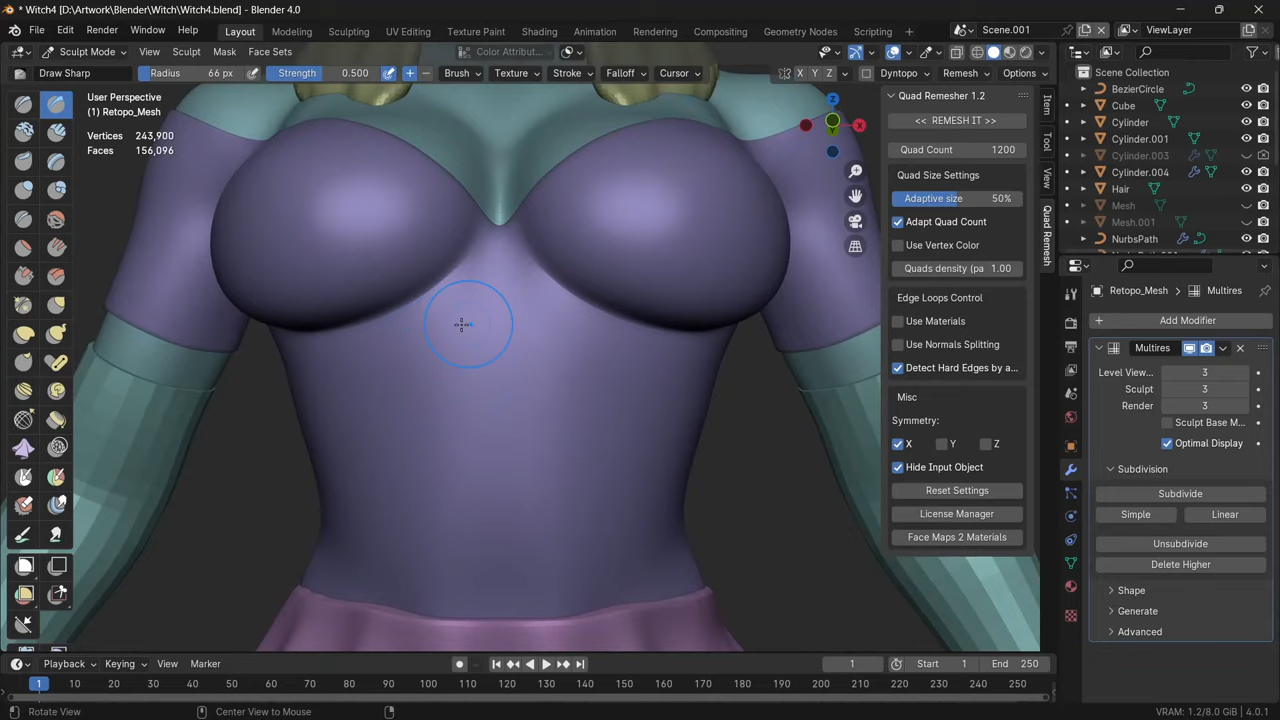 * Witch4 [D:\Artwork\Blender\Witch\Witch4.blend] - Blender 4.0
File Edit Render Window Help Layout Modeling Sculpting UV Editing Texture Paint Shading Animation Rendering Compositing Geometry Nodes Scripting + Scene.001 ViewLayer
Sculpt Mode View Sculpt Mask Face Sets Color Attribut...
Draw Sharp Radius 66 px Strength 0.500 Brush Texture Stroke Falloff Cursor X Y Z Dyntopo Remesh Options
User Perspective
(1) Retopo_Mesh
Vertices 243,900
Faces 156,096
Z
X
Y
Quad Remesher 1.2
<< REMESH IT >>
Quad Count 1200
Quad Size Settings
Adaptive size 50%
Adapt Quad Count
Use Vertex Color
Quads density (pa 1.00
Edge Loops Control
Use Materials
Use Normals Splitting
Detect Hard Edges by a...
Misc
Symmetry:
X Y Z
Hide Input Object
Reset Settings
License Manager
Face Maps 2 Materials
Item
Tool
View
Quad Remesh
Scene Collection
BezierCircle
Cube
Cylinder
Cylinder.001
Cylinder.003
Cylinder.004
Hair
Mesh
Mesh.001
NurbsPath
Retopo_Mesh > Multires
Add Modifier
Multires
Level View... 3
Sculpt 3
Render 3
Sculpt Base M...
Optimal Display
Subdivision
Subdivide
Simple Linear
Unsubdivide
Delete Higher
Shape
Generate
Advanced
Playback Keying View Marker 1 Start 1 End 250
1 10 20 30 40 50 60 70 80 90 100 110 120 130 140 150 160 170 180 190 200 210 220 230 240 250
Rotate View Center View to Mouse VRAM: 1.2/8.0 GiB | 4.0.1